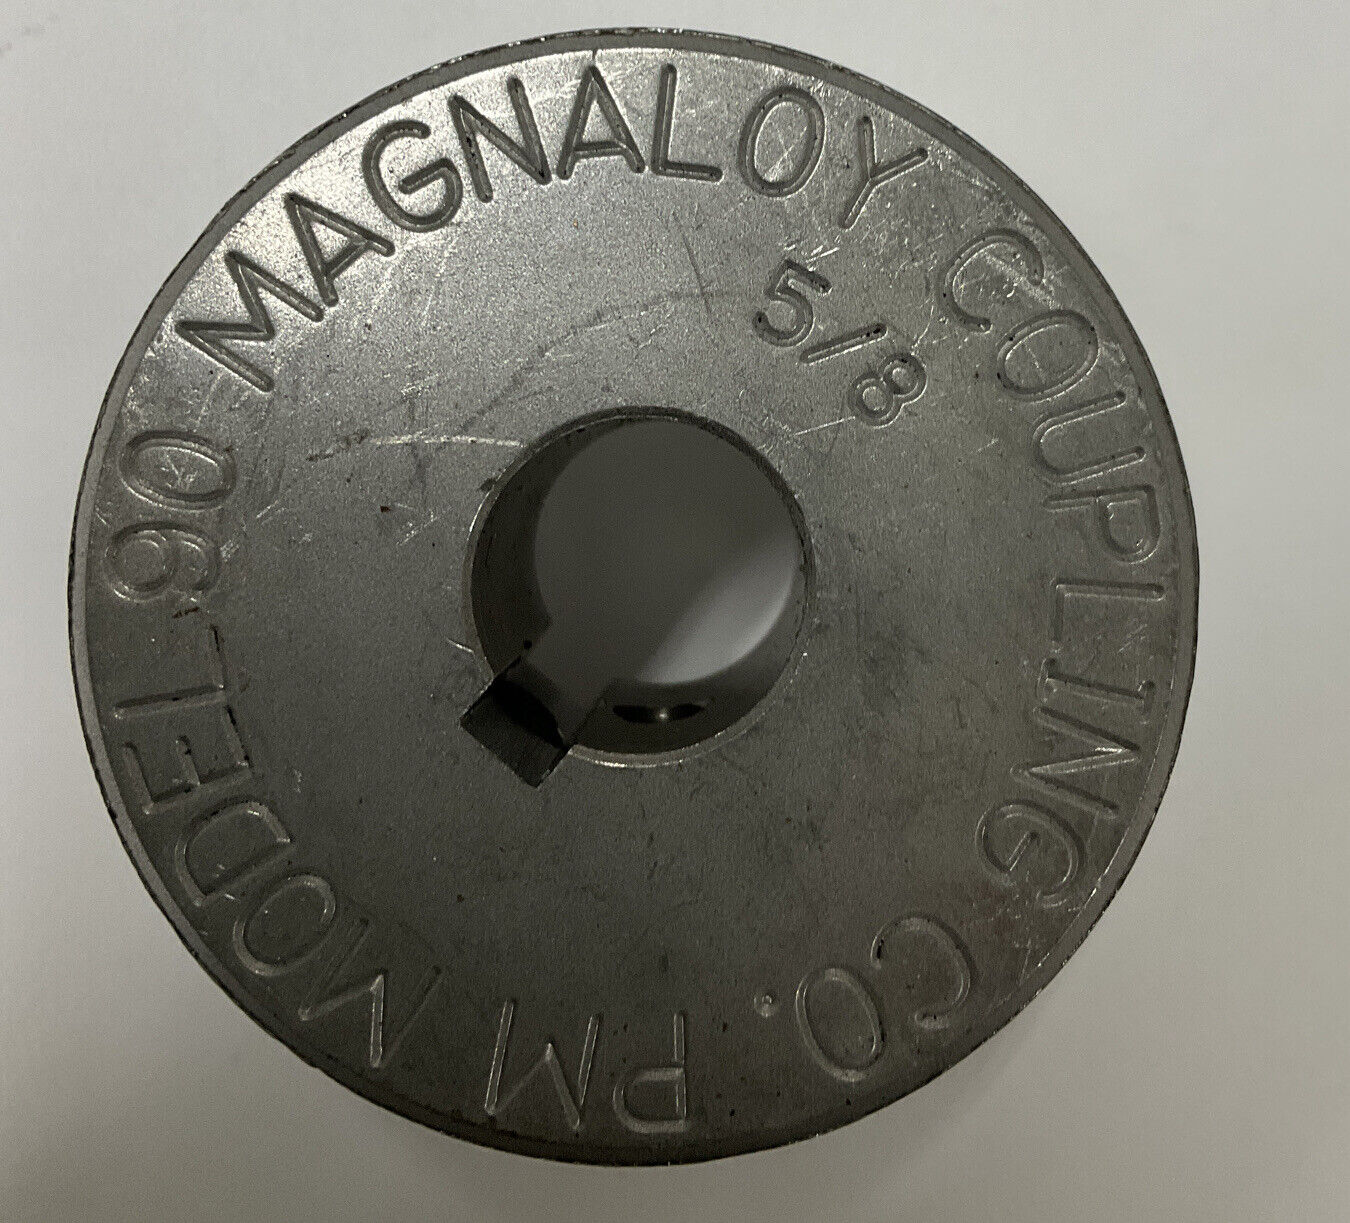 MAGNALOY COUPLING CO. PM MODEL 90
5/8